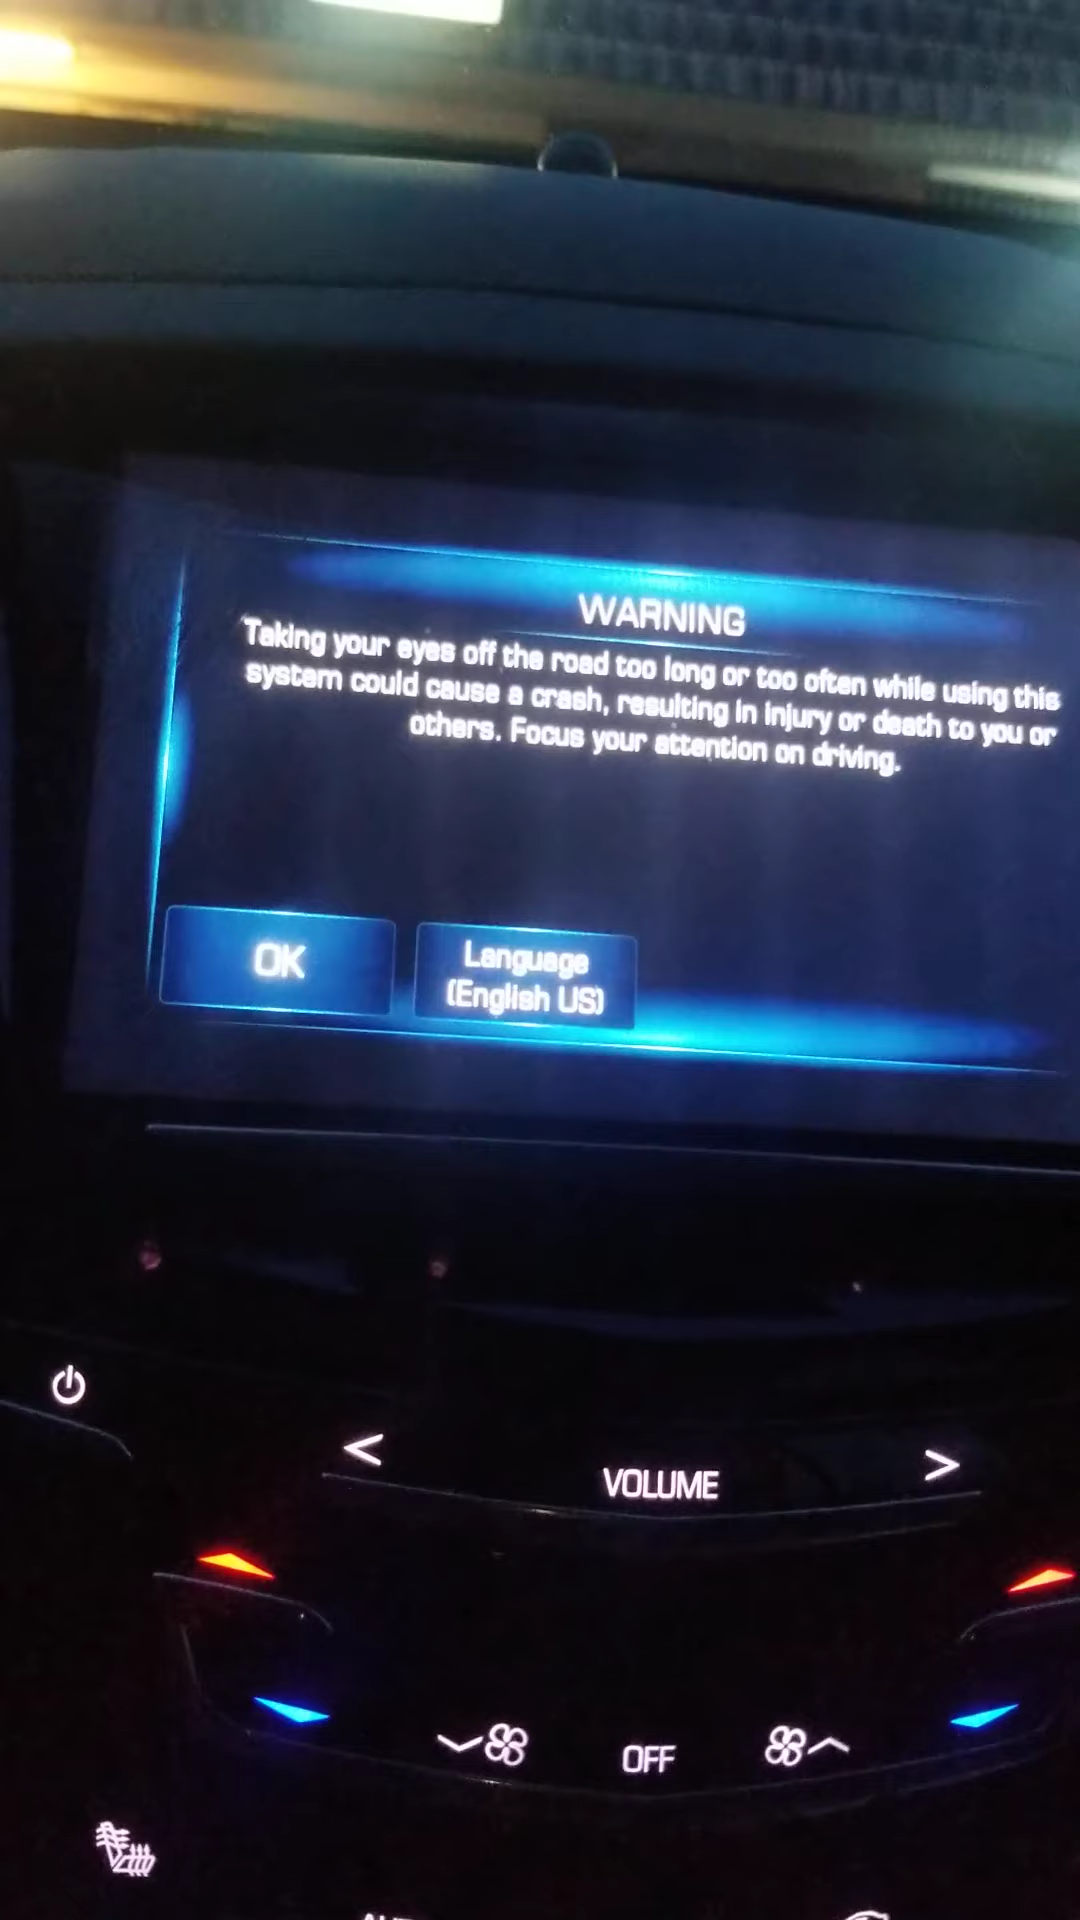 WARNING
Taking your eyes off the road too long or too often while using this
system could cause a crash, resulting in injury or death to you or
others. Focus your attention on driving.
OK
Language
(English US)
<
VOLUME
>
OFF